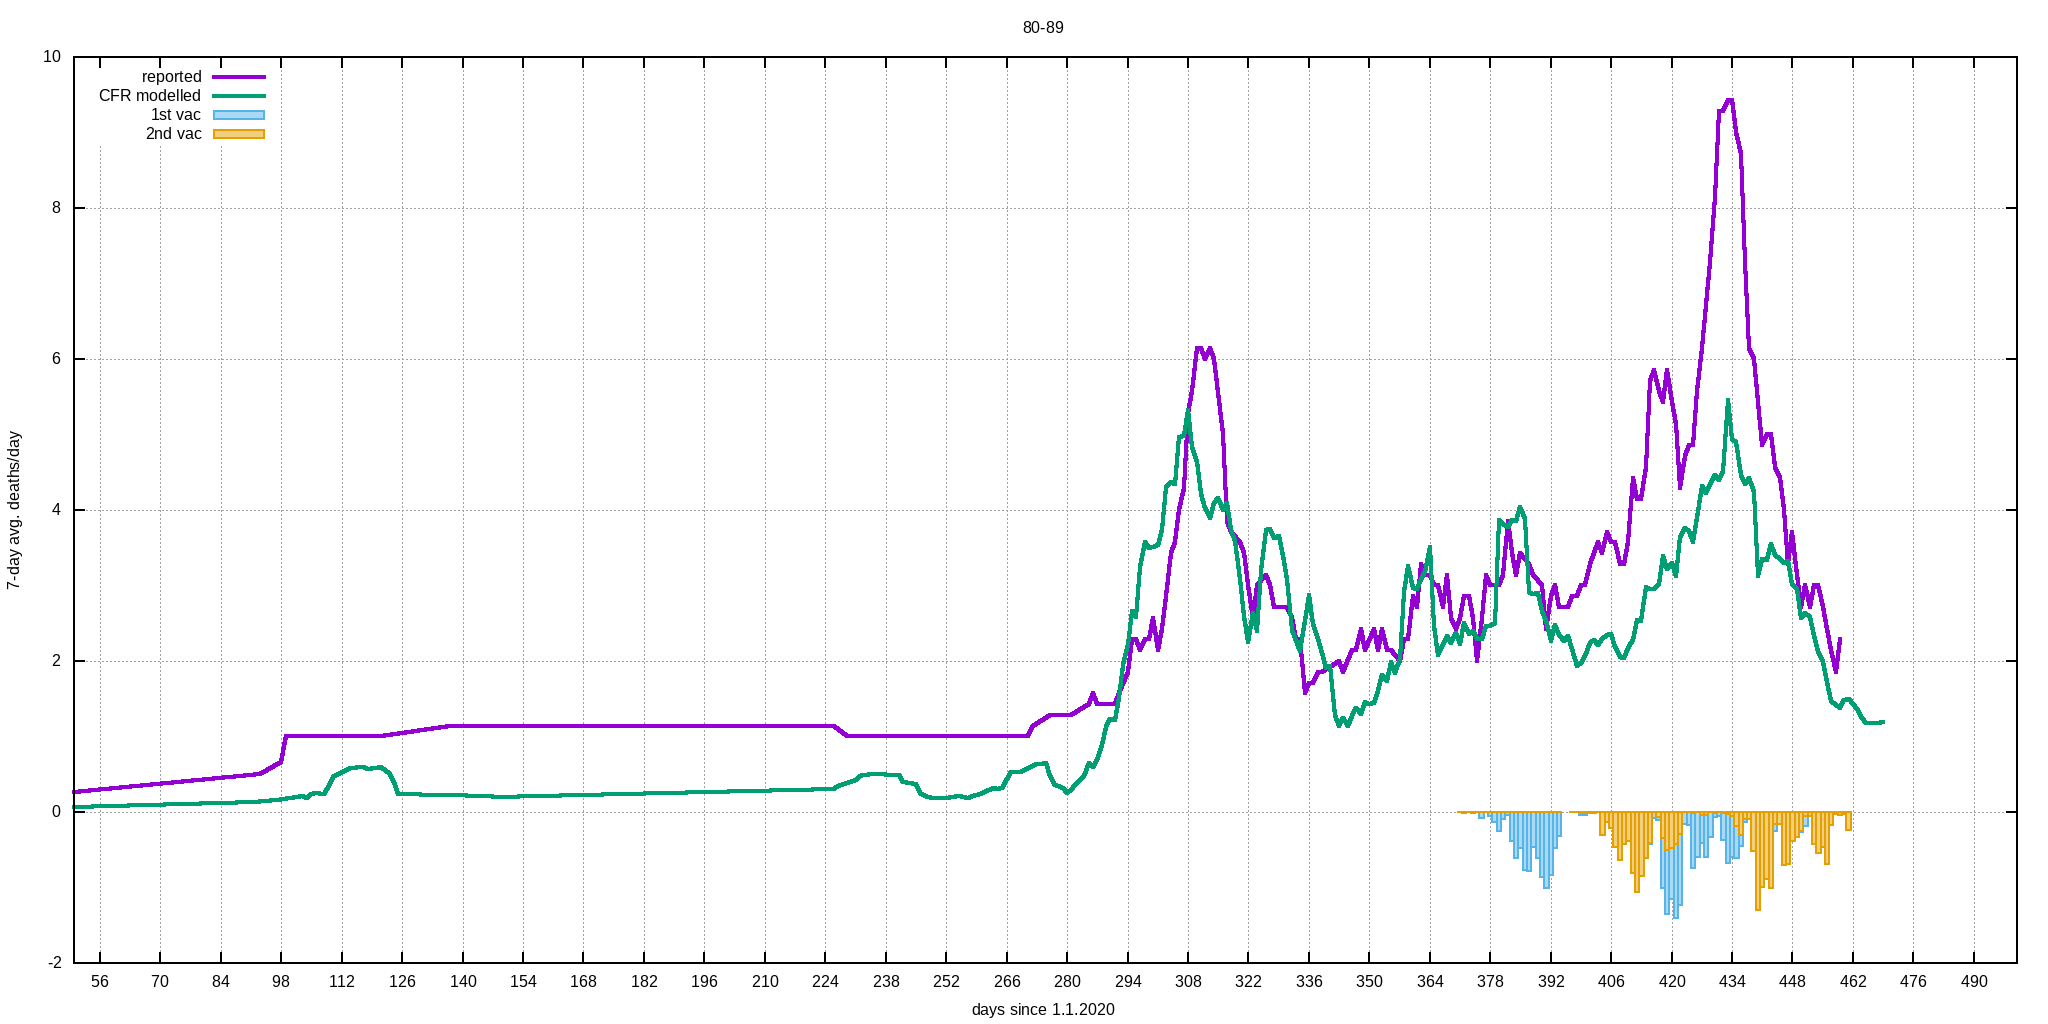 80-89
10
8
6
4
2
0
-2
7-day avg. deaths/day
reported
CFR modelled
1st vac
2nd vac
56 70 84 98 112 126 140 154 168 182 196 210 224 238 252 266 280 294 308 322 336 350 364 378 392 406 420 434 448 462 476 490
days since 1.1.2020